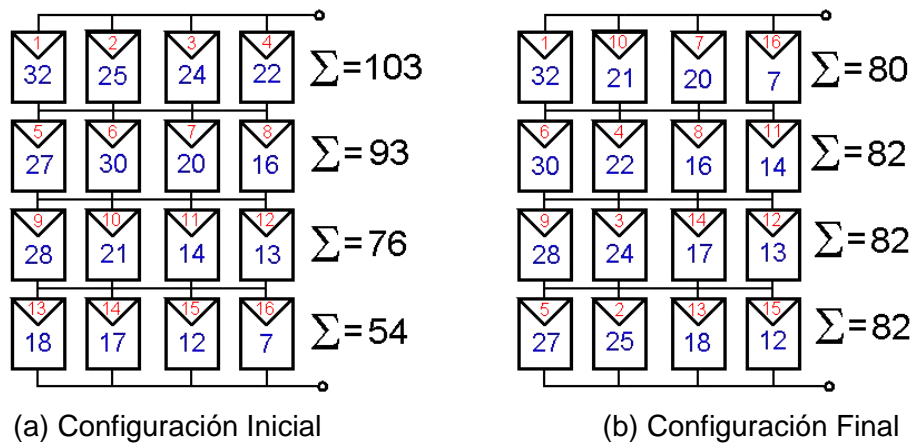 1 2 3 4
32 25 24 22 Σ=103
5 6 7 8
27 30 20 16 Σ=93
9 10 11 12
28 21 14 13 Σ=76
13 14 15 16
18 17 12 7 Σ=54
(a) Configuración Inicial
1 10 7 16
32 21 20 7 Σ=80
6 4 8 11
30 22 16 14 Σ=82
9 3 14 12
28 24 17 13 Σ=82
5 2 13 15
27 25 18 12 Σ=82
(b) Configuración Final